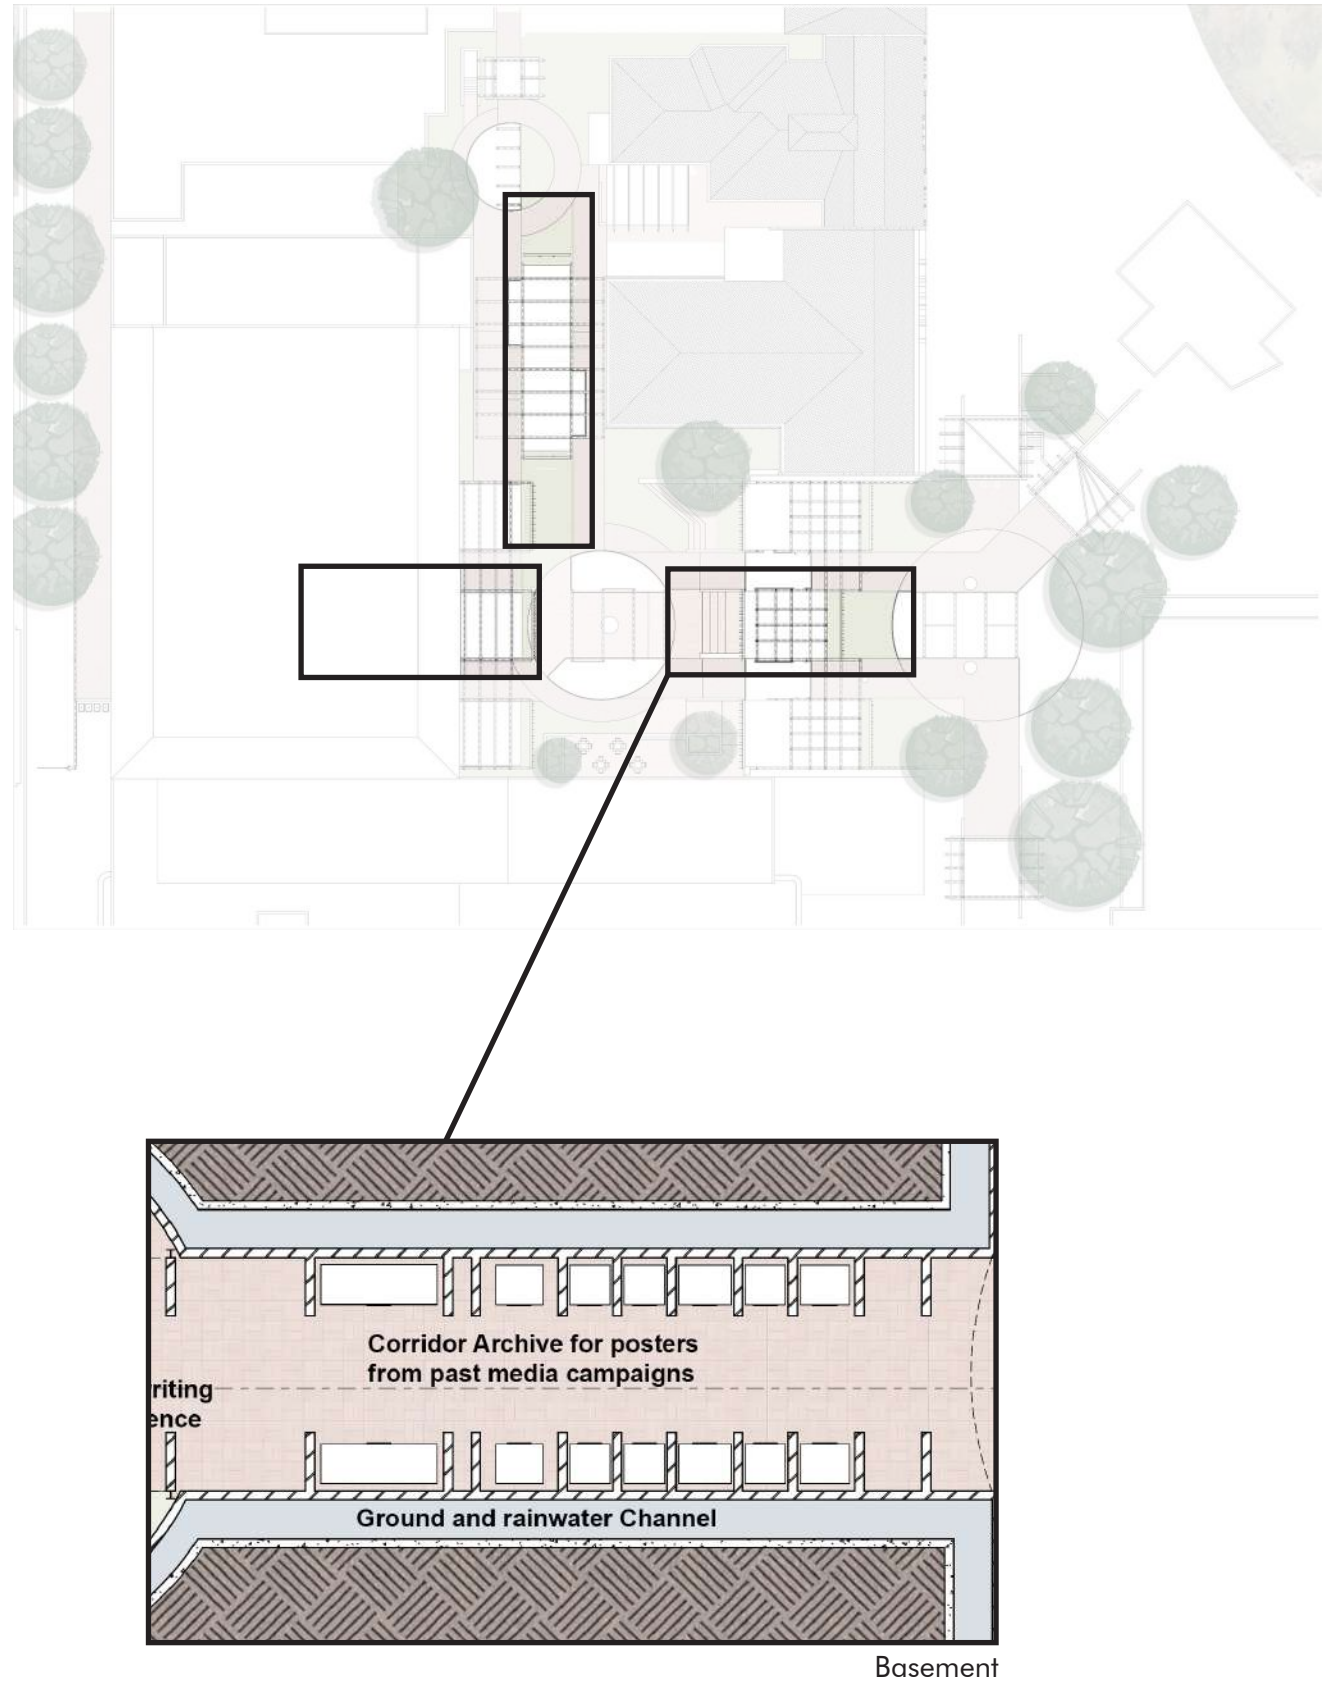 Corridor Archive for posters
from past media campaigns
riting
ence
Ground and rainwater Channel
Basement